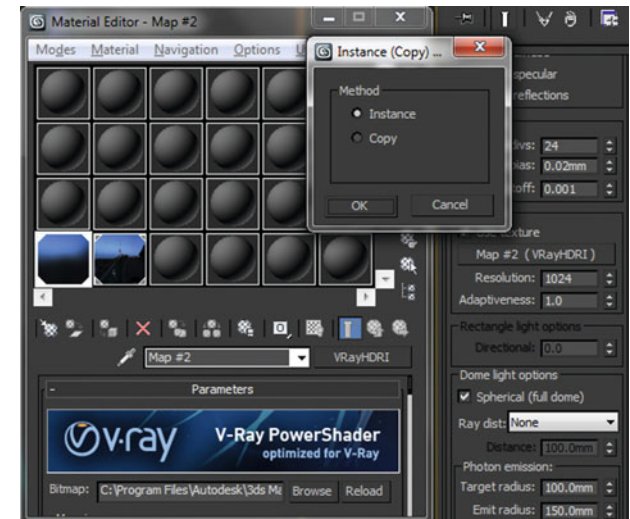 Material Editor - Map #2
Modes Material Navigation Options
Instance (Copy) ...
Method
Instance
Copy
OK Cancel
Map #2 VRayHDRI
Parameters
v·ray V-Ray PowerShader
optimized for V-Ray
Bitmap: C:\Program Files\Autodesk\3ds Ma Browse Reload
specular
reflections
24
0.02mm
0.001
Map #2 ( VRayHDRI )
Resolution: 1024
Adaptiveness: 1.0
Rectangle light options
Directional: 0.0
Dome light options
Spherical (full dome)
Ray dist: None
Distance: 100.0mm
Photon emission:
Target radius: 100.0mm
Emit radius: 150.0mm